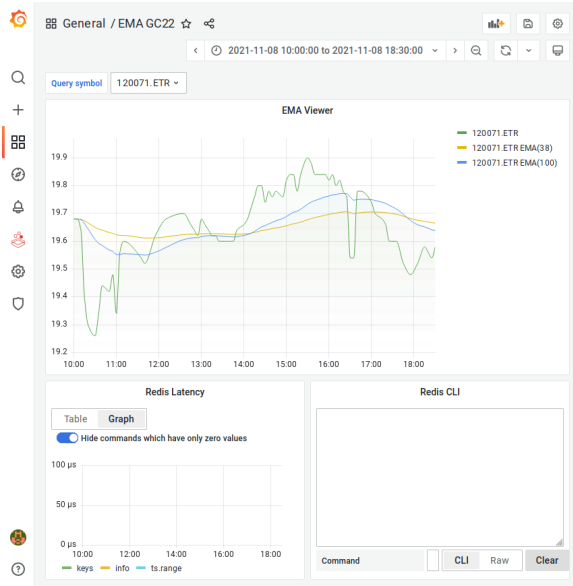 General / EMA GC22
2021-11-08 10:00:00 to 2021-11-08 18:30:00
Query symbol 120071.ETR
EMA Viewer
120071.ETR
120071.ETR EMA(38)
120071.ETR EMA(100)
19.9
19.8
19.7
19.6
19.5
19.4
19.3
19.2
10:00 11:00 12:00 13:00 14:00 15:00 16:00 17:00 18:00
Redis Latency
Table Graph
Hide commands which have only zero values
100 µs
50 µs
0 µs
10:00 12:00 14:00 16:00 18:00
keys info ts.range
Redis CLI
Command CLI Raw Clear